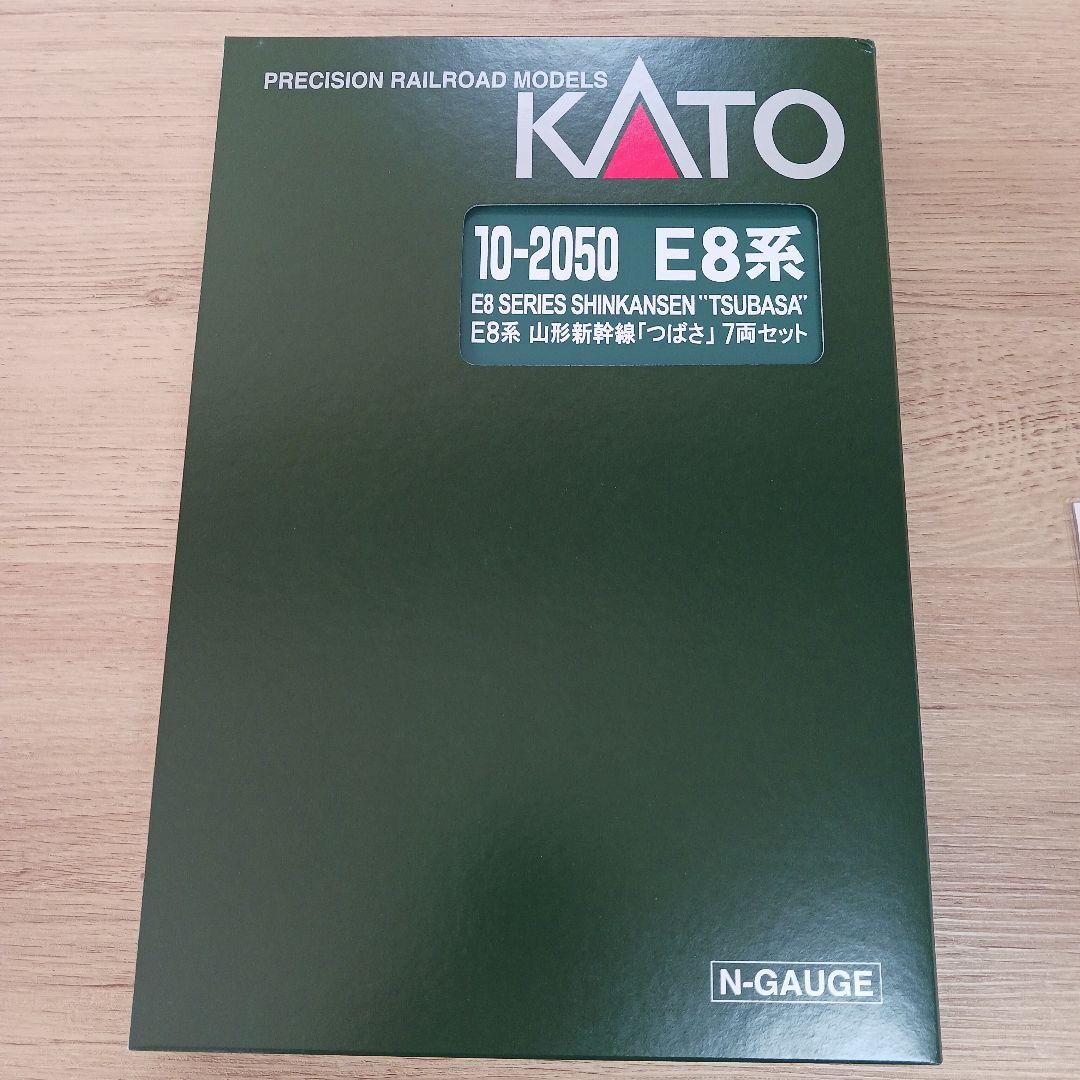 PRECISION RAILROAD MODELS
KATO
10-2050 E8系
E8 SERIES SHINKANSEN "TSUBASA"
E8系 山形新幹線「つばさ」 7両セット
N-GAUGE